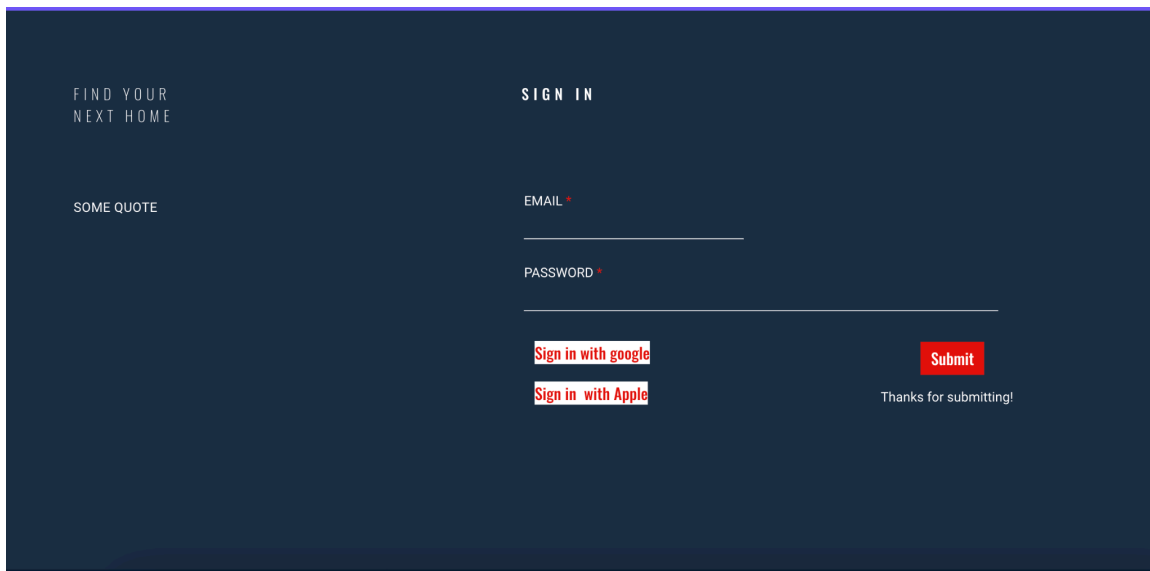 FIND YOUR
NEXT HOME
SOME QUOTE
SIGN IN
EMAIL *
PASSWORD *
Sign in with google
Sign in  with Apple
Submit
Thanks for submitting!